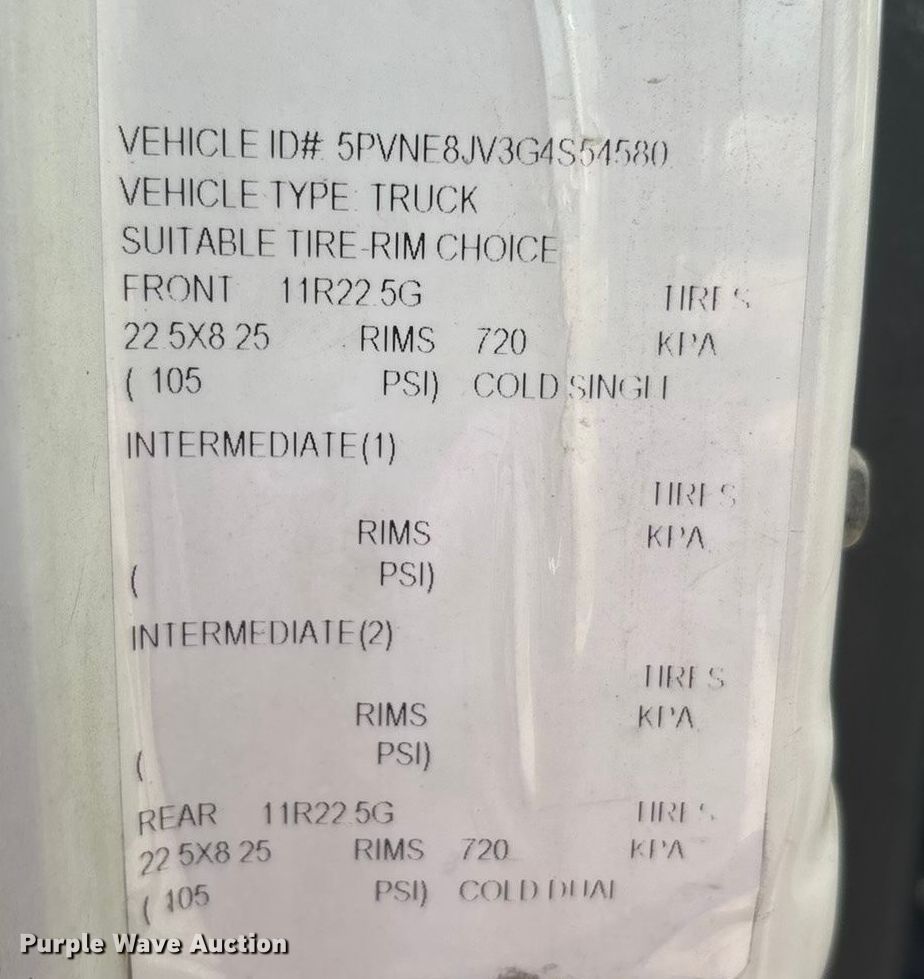 VEHICLE ID# 5PVNE8JV3G4S54580
VEHICLE TYPE: TRUCK
SUITABLE TIRE-RIM CHOICE
FRONT 11R22.5G TIRES
22.5X8.25 RIMS 720 KPA
( 105 PSI) COLD SINGLE
INTERMEDIATE(1)
TIRES
RIMS KPA
( PSI)
INTERMEDIATE(2)
TIRES
RIMS KPA
( PSI)
REAR 11R22.5G TIRES
22.5X8.25 RIMS 720 KPA
( 105 PSI) COLD DUAL
Purple Wave Auction